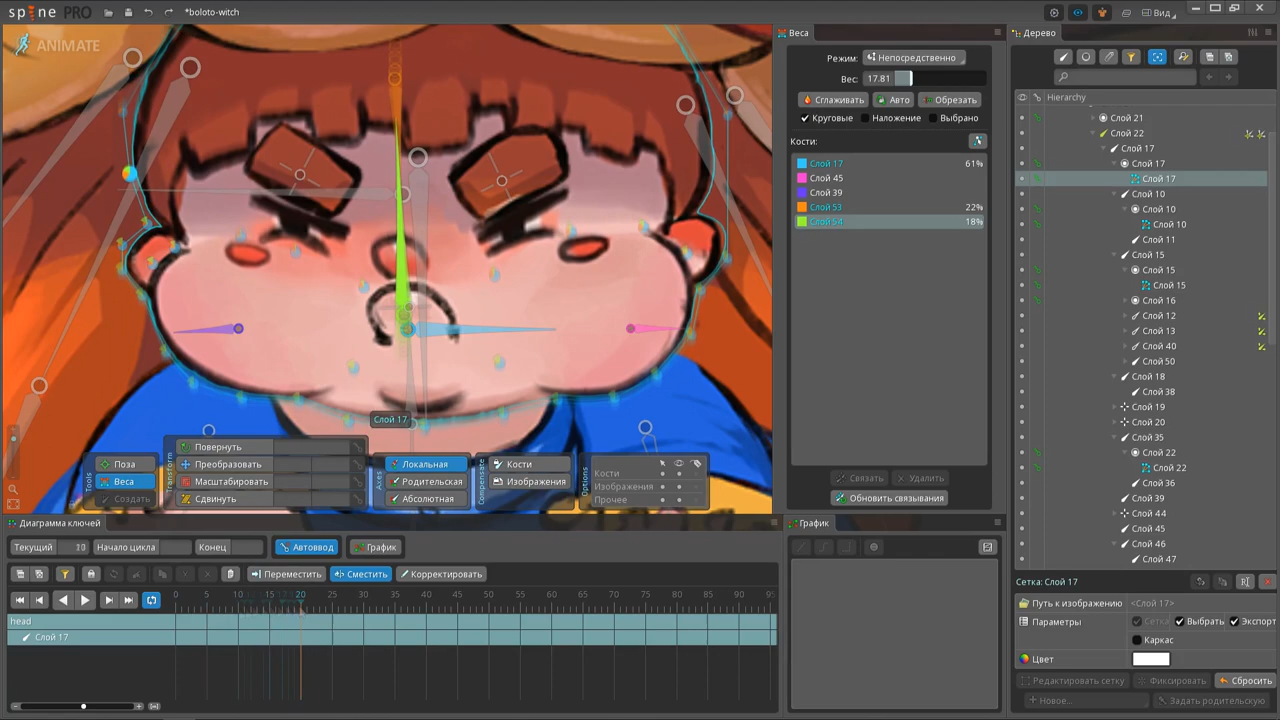 spine PRO
*boloto-witch
Вид
ANIMATE
Слой 17
Tools
Поза
Веса
Создать
Transform
Повернуть
Преобразовать
Масштабировать
Сдвинуть
Axes
Локальная
Родительская
Абсолютная
Compensate
Кости
Изображения
Options
Кости
Изображения
Прочее
Веса
Режим: Непосредственно
Вес: 17.81
Сглаживать Авто Обрезать
Круговые Наложение Выбрано
Кости:
Слой 17 61%
Слой 45
Слой 39
Слой 53 22%
Слой 54 18%
Связать Удалить
Обновить связывания
Дерево
Hierarchy
Слой 21
Слой 22
Слой 17
Слой 17
Слой 17
Слой 10
Слой 10
Слой 10
Слой 11
Слой 15
Слой 15
Слой 15
Слой 16
Слой 12
Слой 13
Слой 40
Слой 50
Слой 18
Слой 38
Слой 19
Слой 20
Слой 35
Слой 22
Слой 22
Слой 36
Слой 39
Слой 44
Слой 45
Слой 46
Слой 47
Сетка: Слой 17
Путь к изображению <Слой 17>
Параметры Сетка Выбрать Экспорт
Каркас
Цвет
Редактировать сетку Фиксировать Сбросить
+ Новое... Задать родительскую
Диаграмма ключей
Текущий 20 Начало цикла Конец Автоввод График
Переместить Сместить Корректировать
0 5 10 15 20 25 30 35 40 45 50 55 60 65 70 75 80 85 90 95
head
Слой 17
График